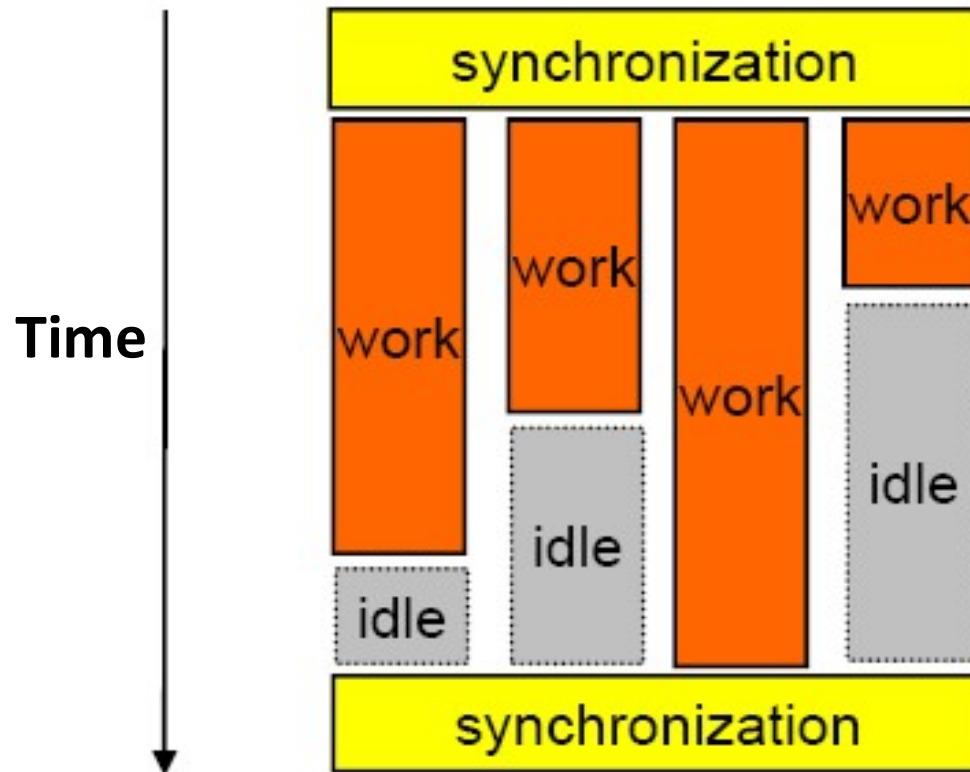 synchronization
work
work
work
work
Time
idle
idle
idle
synchronization